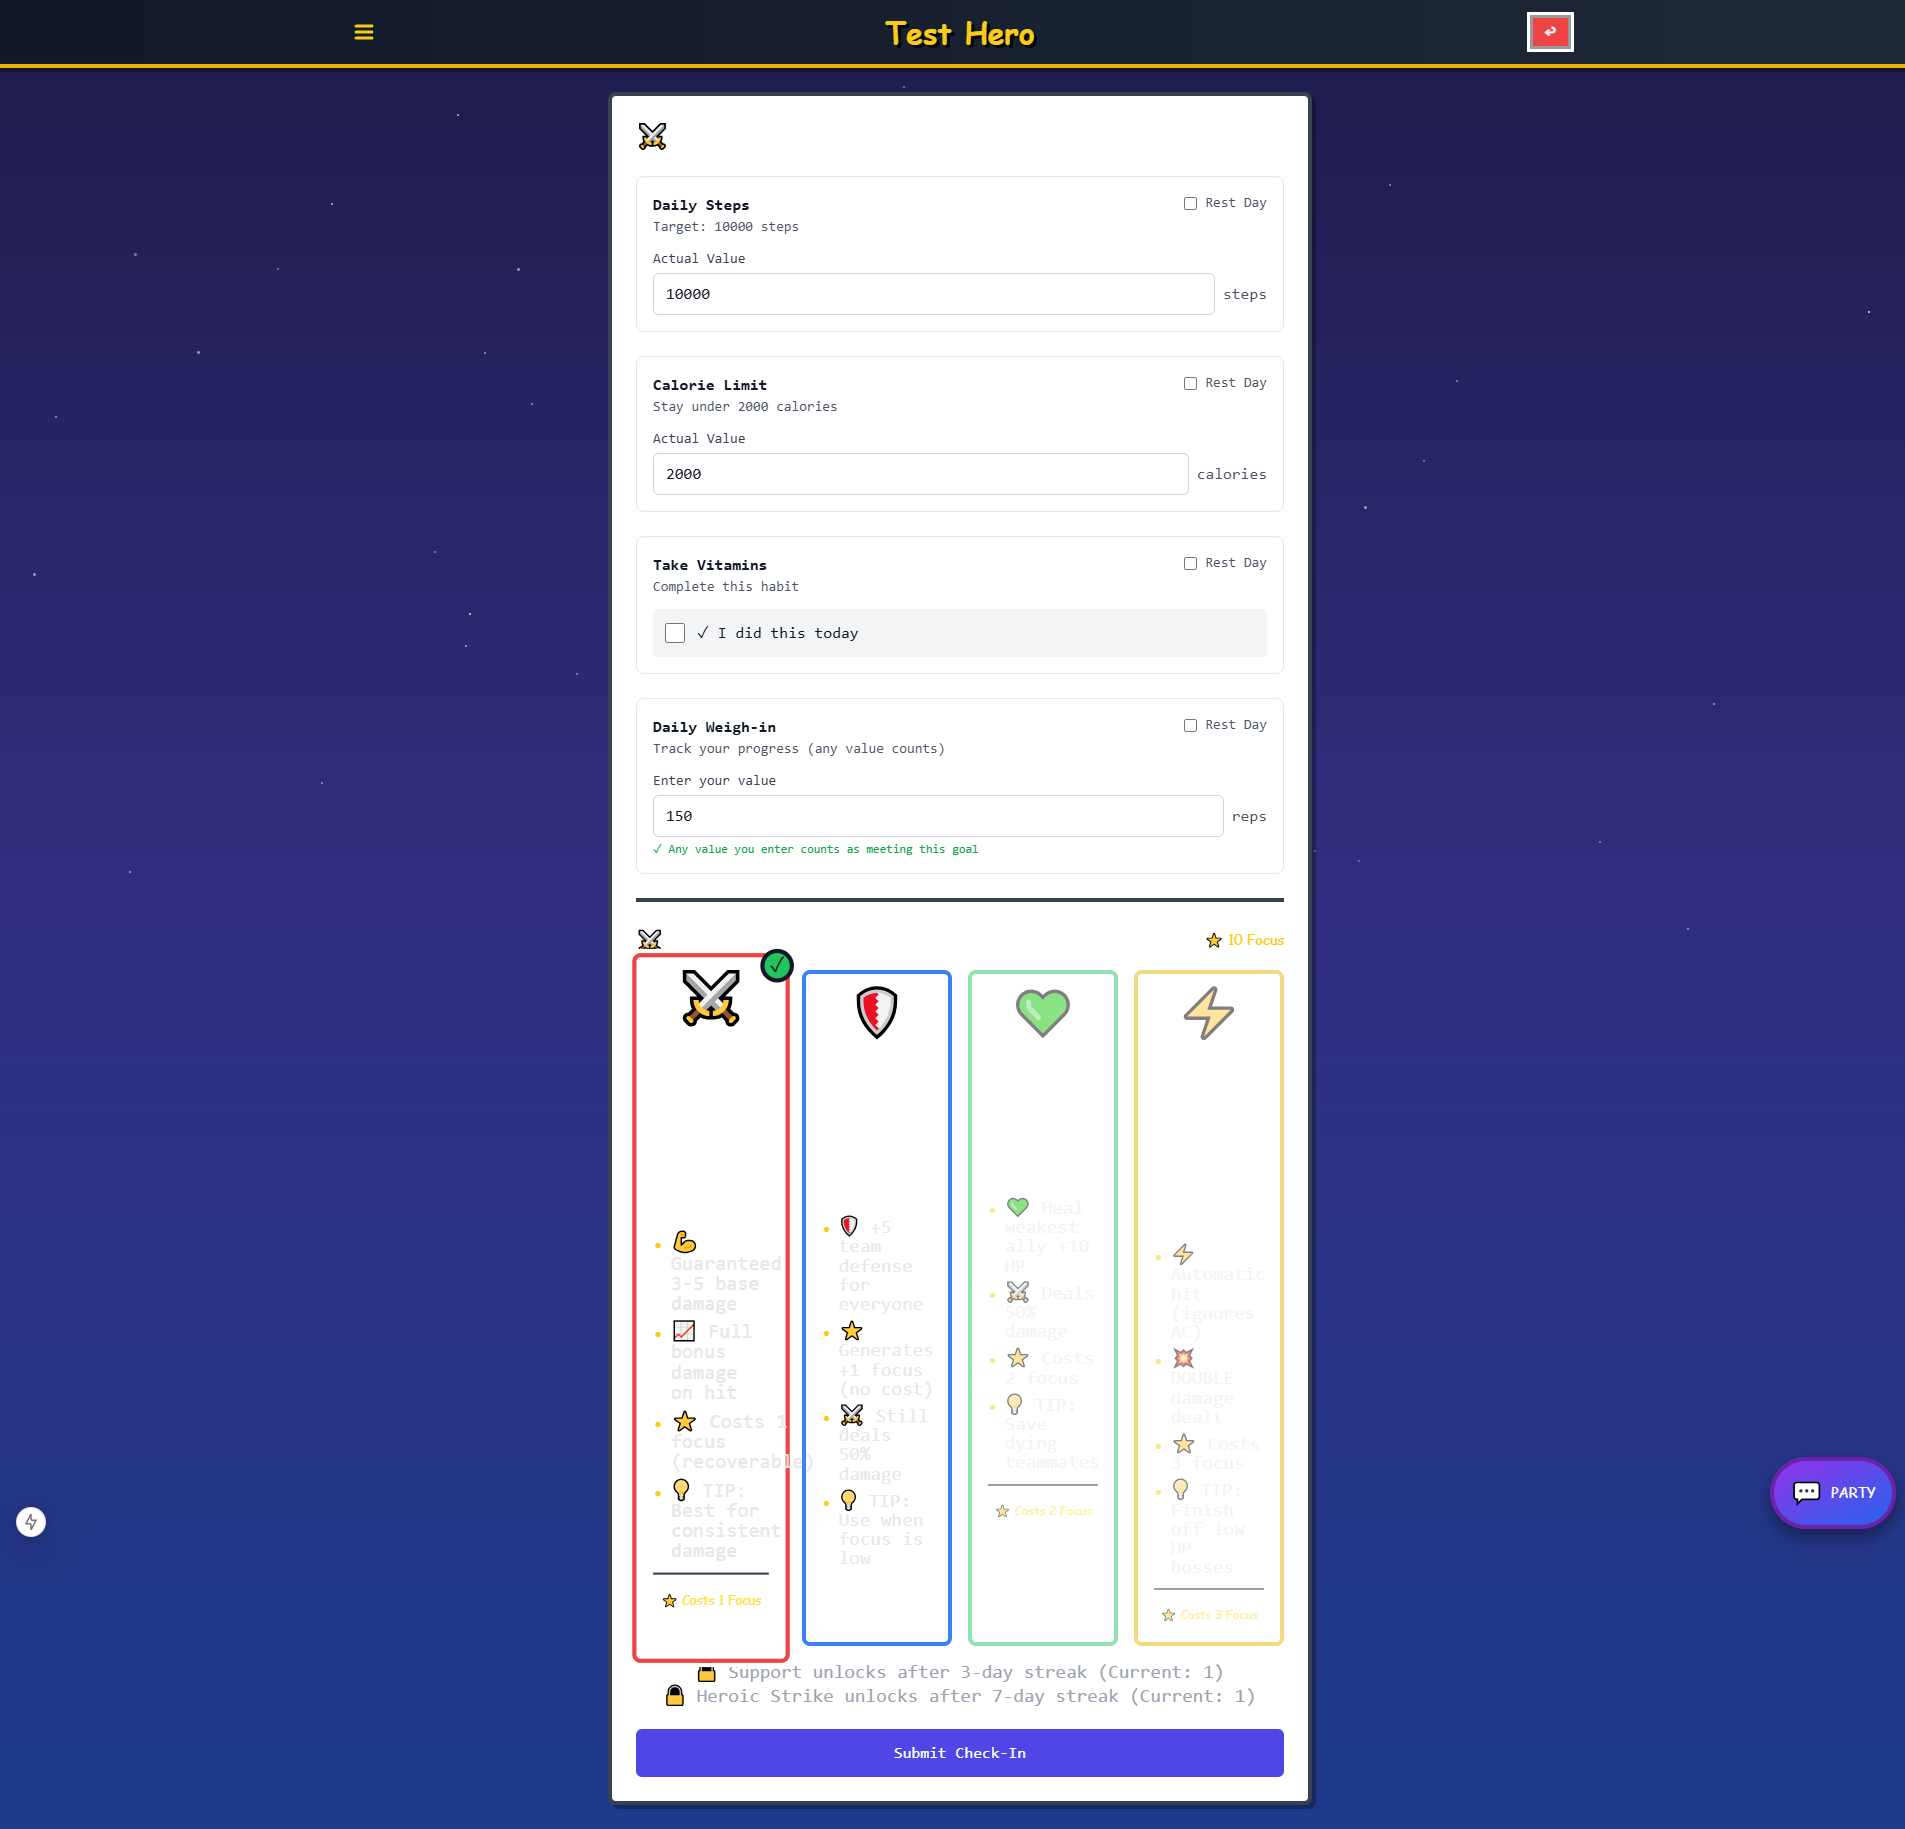 Test Hero
Daily Steps
Rest Day
Target: 10000 steps
Actual Value
10000
steps
Calorie Limit
Rest Day
Stay under 2000 calories
Actual Value
2000
calories
Take Vitamins
Rest Day
Complete this habit
✓ I did this today
Daily Weigh-in
Rest Day
Track your progress (any value counts)
Enter your value
150
reps
✓ Any value you enter counts as meeting this goal
10 Focus
Guaranteed
3-5 base
damage
Full
bonus
damage
on hit
Costs 1
focus
(recoverable)
TIP:
Best for
consistent
damage
Costs 1 Focus
+5
team
defense
for
everyone
Generates
+1 focus
(no cost)
Still
deals
50%
damage
TIP:
Use when
focus is
low
Heal
weakest
ally +10
HP
Deals
50%
damage
Costs
2 focus
TIP:
Save
dying
teammates
Costs 2 Focus
Automatic
hit
(ignores
AC)
DOUBLE
damage
dealt
Costs
3 focus
TIP:
Finish
off low
HP
bosses
Costs 3 Focus
Support unlocks after 3-day streak (Current: 1)
Heroic Strike unlocks after 7-day streak (Current: 1)
Submit Check-In
PARTY